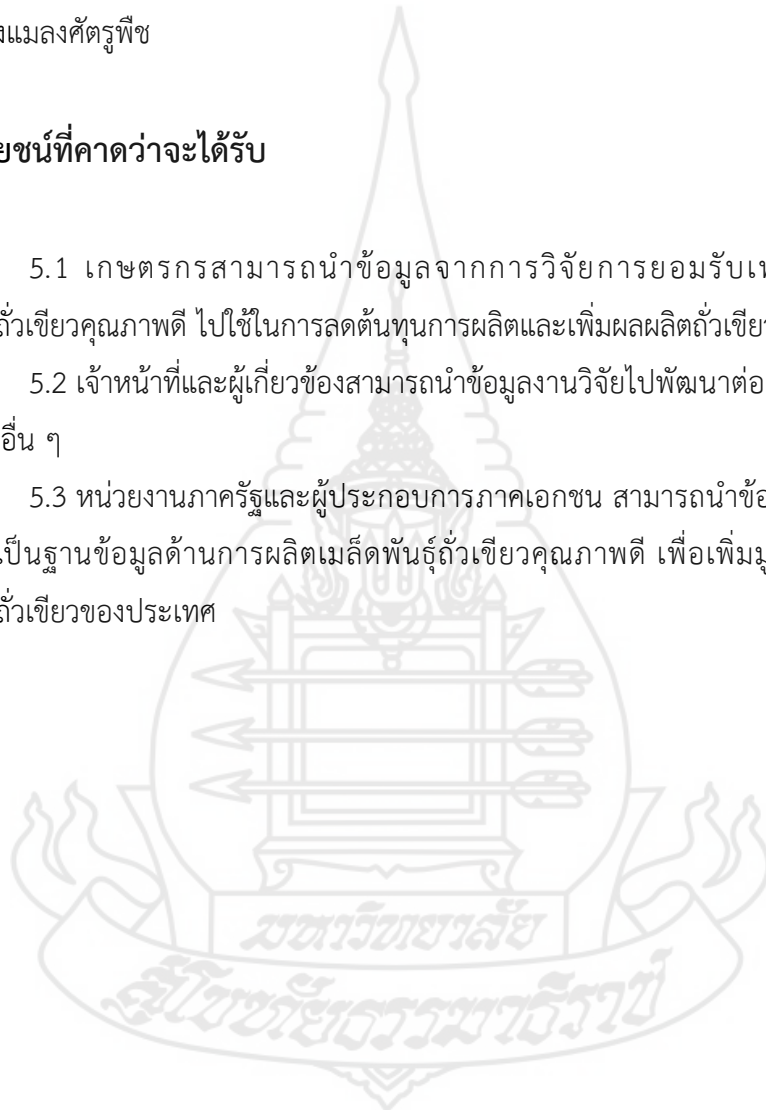 งแมลงศัตรูพืช
ยชน์ที่คาดว่าจะได้รับ
5.1 เกษตรกรสามารถนำข้อมูลจากการวิจัยการยอมรับเท
ถั่วเขียวคุณภาพดี ไปใช้ในการลดต้นทุนการผลิตและเพิ่มผลผลิตถั่วเขียว
5.2 เจ้าหน้าที่และผู้เกี่ยวข้องสามารถนำข้อมูลงานวิจัยไปพัฒนาต่อ
อื่น ๆ
5.3 หน่วยงานภาครัฐและผู้ประกอบการภาคเอกชน สามารถนำข้อ
เป็นฐานข้อมูลด้านการผลิตเมล็ดพันธุ์ถั่วเขียวคุณภาพดี เพื่อเพิ่มมู
ถั่วเขียวของประเทศ
มหาวิทยาลัย
สุโขทัยธรรมาธิราช